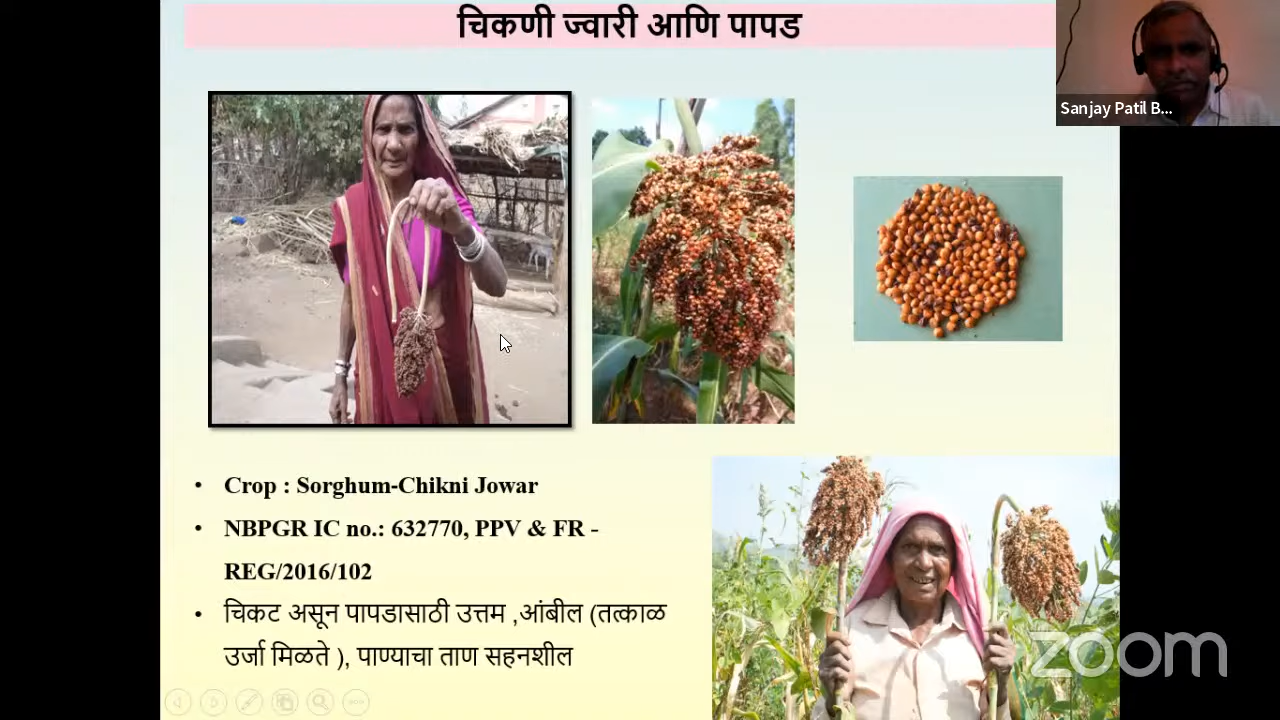 चिकणी ज्वारी आणि पापड
Sanjay Patil B...
• Crop : Sorghum-Chikni Jowar
• NBPGR IC no.: 632770, PPV & FR -
REG/2016/102
• चिकट असून पापडासाठी उत्तम ,आंबील (तत्काळ
उर्जा मिळते ), पाण्याचा ताण सहनशील
zoom